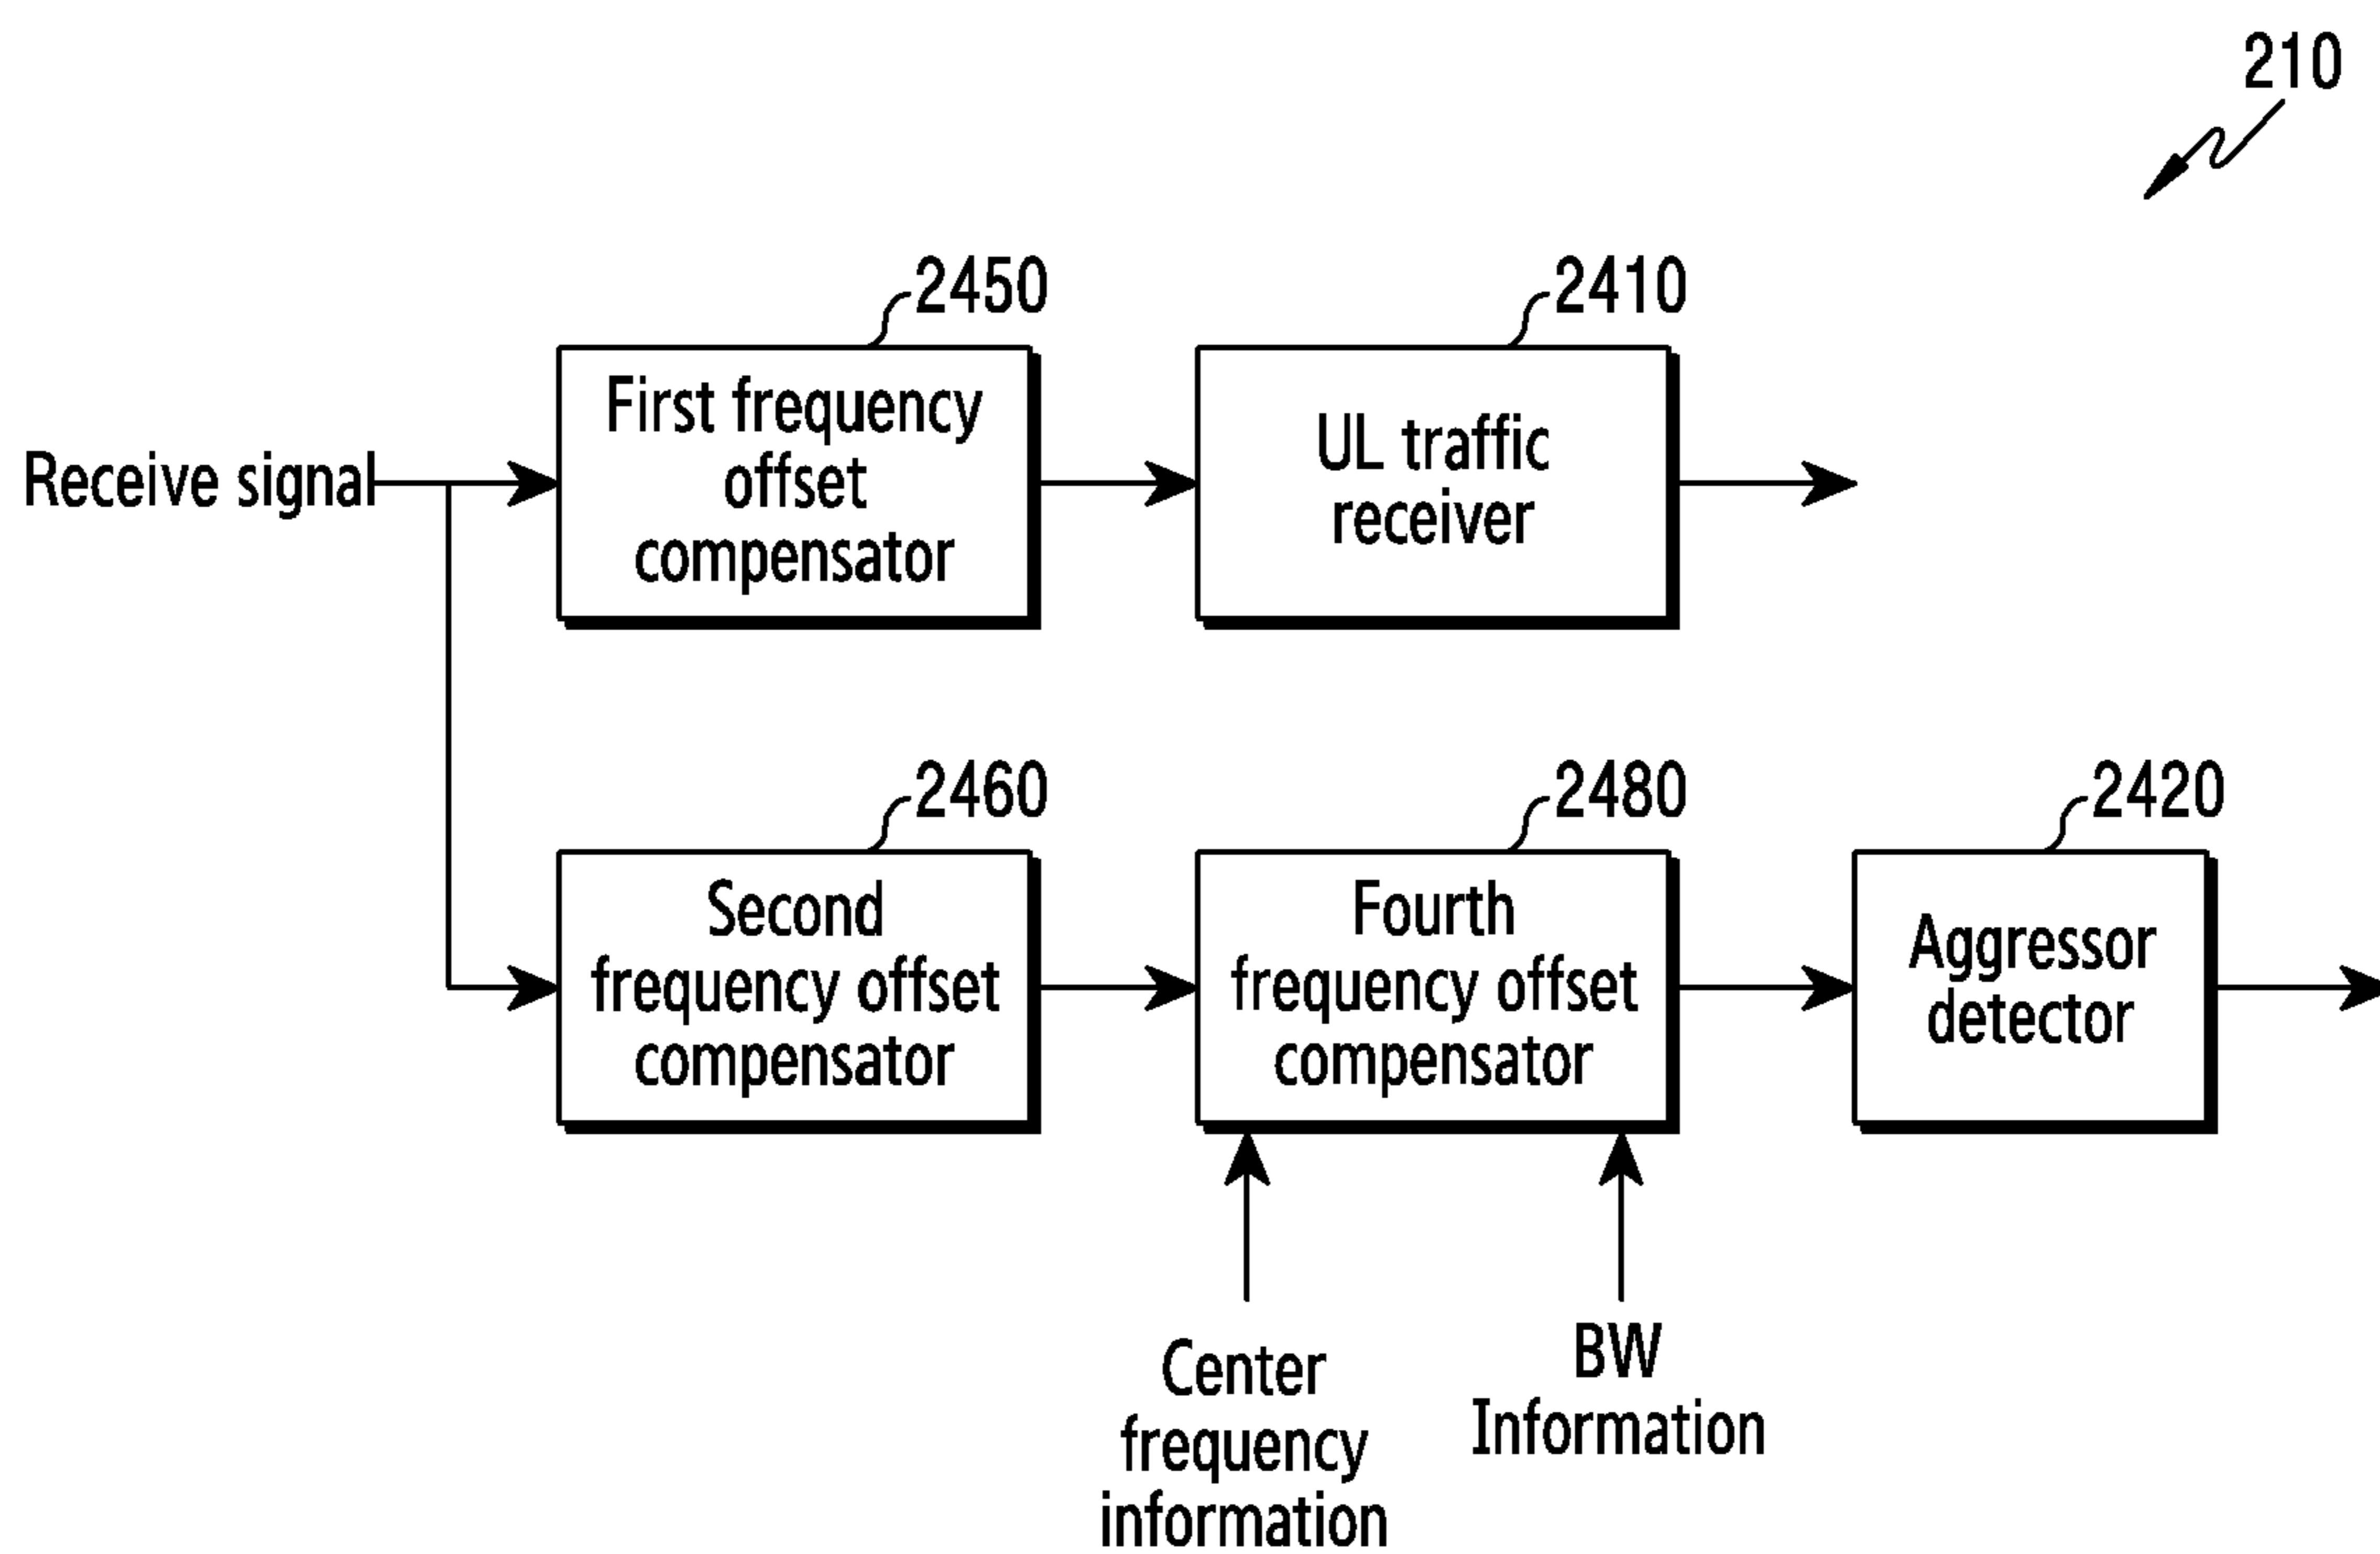 210
2450
2410
First frequency
offset
compensator
UL traffic
receiver
Receive signal
2460
2480
2420
Second
frequency offset
compensator
Fourth
frequency offset
compensator
Aggressor
detector
Center
frequency
information
BW
Information